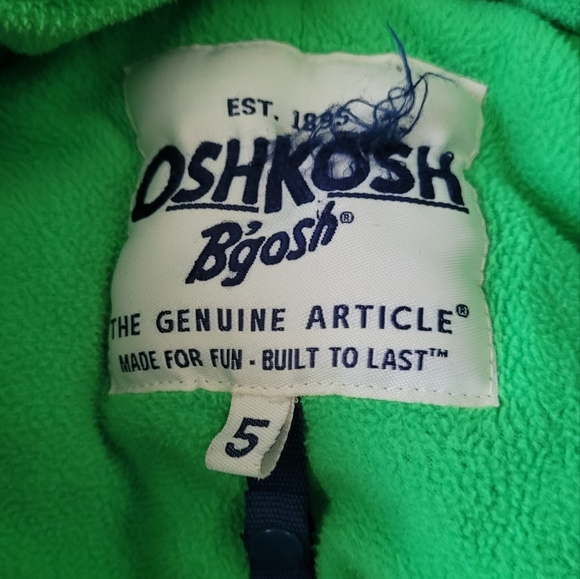 EST. 1895
OSHKOSH
B'gosh®
THE GENUINE ARTICLE®
MADE FOR FUN - BUILT TO LAST™
5